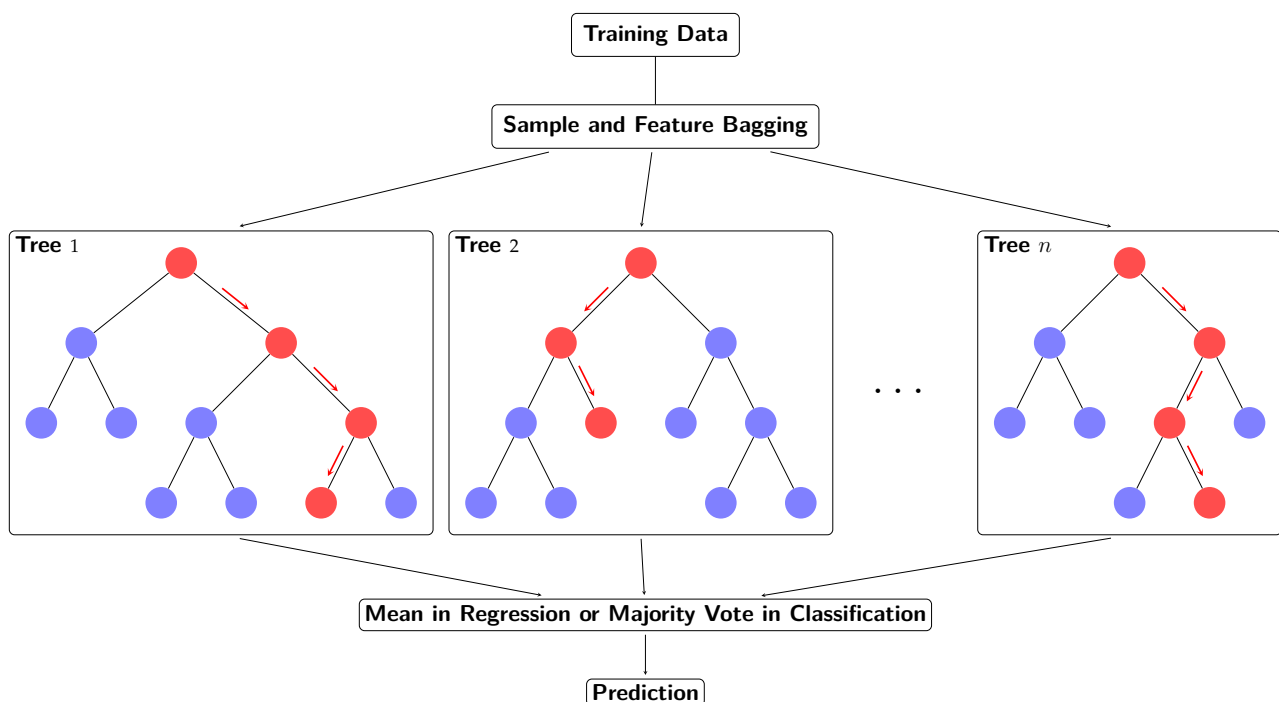 Training Data
Sample and Feature Bagging
Tree 1
Tree 2
Tree n
. . .
Mean in Regression or Majority Vote in Classification
Prediction